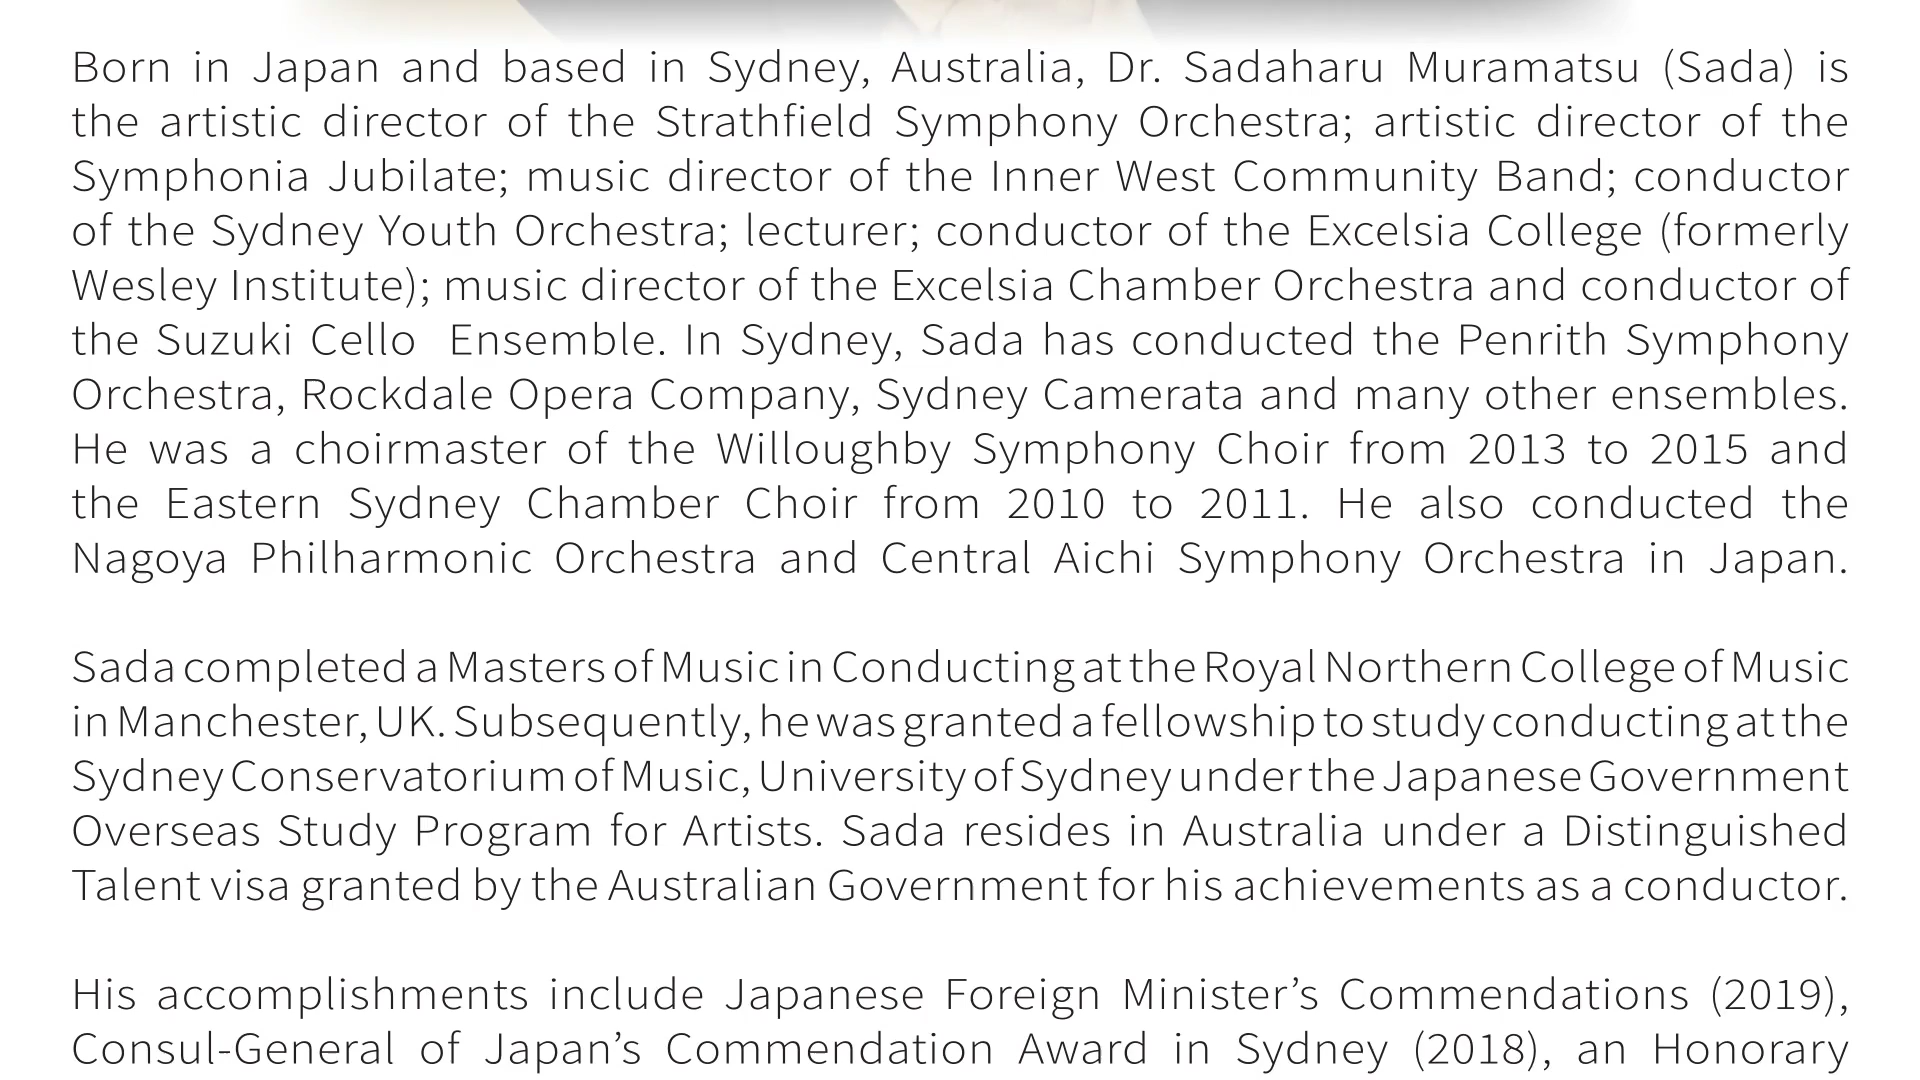 Born in Japan and based in Sydney, Australia, Dr. Sadaharu Muramatsu (Sada) is
the artistic director of the Strathfield Symphony Orchestra; artistic director of the
Symphonia Jubilate; music director of the Inner West Community Band; conductor
of the Sydney Youth Orchestra; lecturer; conductor of the Excelsia College (formerly
Wesley Institute); music director of the Excelsia Chamber Orchestra and conductor of
the Suzuki Cello  Ensemble. In Sydney, Sada has conducted the Penrith Symphony
Orchestra, Rockdale Opera Company, Sydney Camerata and many other ensembles.
He was a choirmaster of the Willoughby Symphony Choir from 2013 to 2015 and
the Eastern Sydney Chamber Choir from 2010 to 2011. He also conducted the
Nagoya Philharmonic Orchestra and Central Aichi Symphony Orchestra in Japan.
Sada completed a Masters of Music in Conducting at the Royal Northern College of Music
in Manchester, UK. Subsequently, he was granted a fellowship to study conducting at the
Sydney Conservatorium of Music, University of Sydney under the Japanese Government
Overseas Study Program for Artists. Sada resides in Australia under a Distinguished
Talent visa granted by the Australian Government for his achievements as a conductor.
His accomplishments include Japanese Foreign Minister’s Commendations (2019),
Consul-General of Japan’s Commendation Award in Sydney (2018), an Honorary